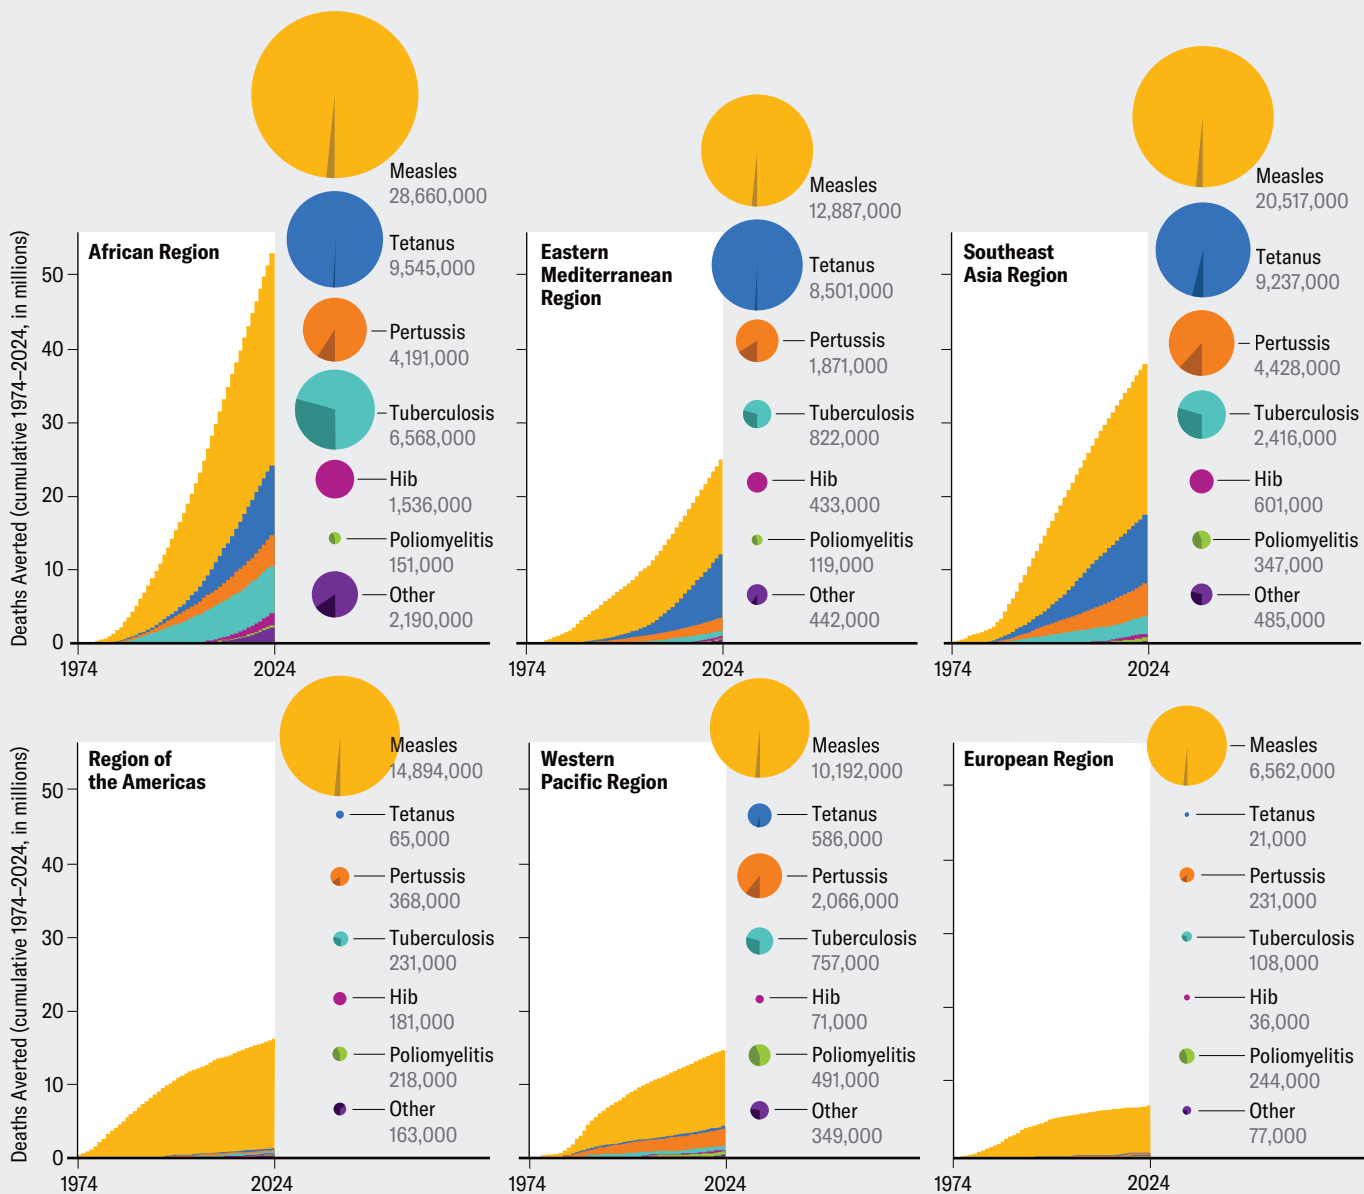 Deaths Averted (cumulative 1974–2024, in millions)
African Region
50
40
30
20
10
0
1974
2024
Measles
28,660,000
Tetanus
9,545,000
Pertussis
4,191,000
Tuberculosis
6,568,000
Hib
1,536,000
Poliomyelitis
151,000
Other
2,190,000
Eastern
Mediterranean
Region
1974
2024
Measles
12,887,000
Tetanus
8,501,000
Pertussis
1,871,000
Tuberculosis
822,000
Hib
433,000
Poliomyelitis
119,000
Other
442,000
Southeast
Asia Region
1974
2024
Measles
20,517,000
Tetanus
9,237,000
Pertussis
4,428,000
Tuberculosis
2,416,000
Hib
601,000
Poliomyelitis
347,000
Other
485,000
Deaths Averted (cumulative 1974–2024, in millions)
Region of
the Americas
50
40
30
20
10
0
1974
2024
Measles
14,894,000
Tetanus
65,000
Pertussis
368,000
Tuberculosis
231,000
Hib
181,000
Poliomyelitis
218,000
Other
163,000
Western
Pacific Region
1974
2024
Measles
10,192,000
Tetanus
586,000
Pertussis
2,066,000
Tuberculosis
757,000
Hib
71,000
Poliomyelitis
491,000
Other
349,000
European Region
1974
2024
Measles
6,562,000
Tetanus
21,000
Pertussis
231,000
Tuberculosis
108,000
Hib
36,000
Poliomyelitis
244,000
Other
77,000